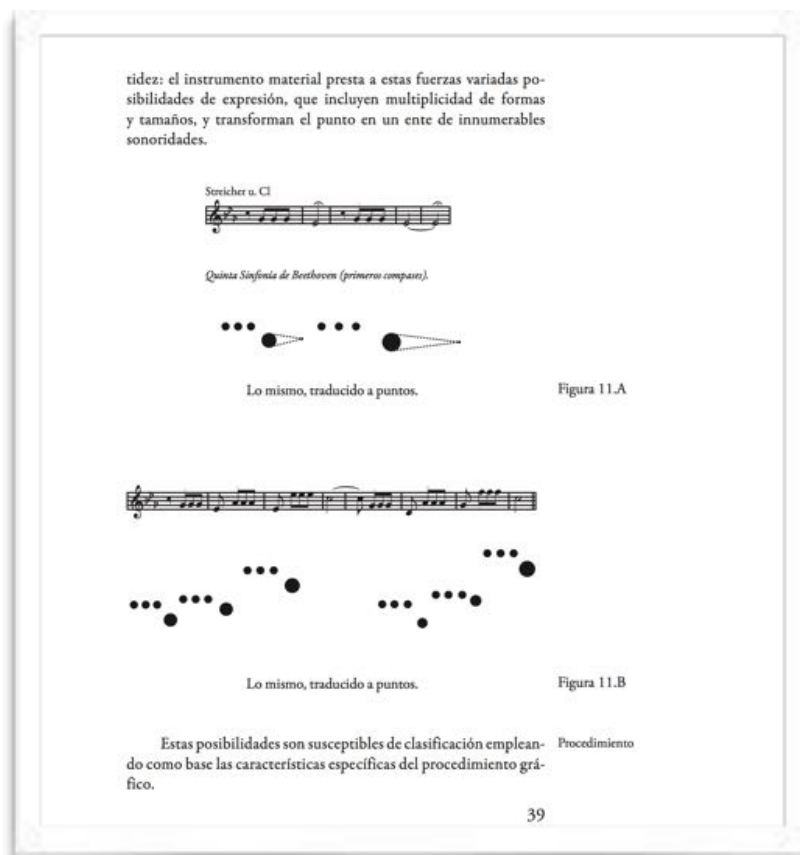 tidez: el instrumento material presta a estas fuerzas variadas po-
sibilidades de expresión, que incluyen multiplicidad de formas
y tamaños, y transforman el punto en un ente de innumerables
sonoridades.
Streicher u. Cl
Quinta Sinfonía de Beethoven (primeros compases).
Lo mismo, traducido a puntos.
Figura 11.A
Lo mismo, traducido a puntos.
Figura 11.B
Estas posibilidades son susceptibles de clasificación emplean-
Procedimiento
do como base las características específicas del procedimiento grá-
fico.
39